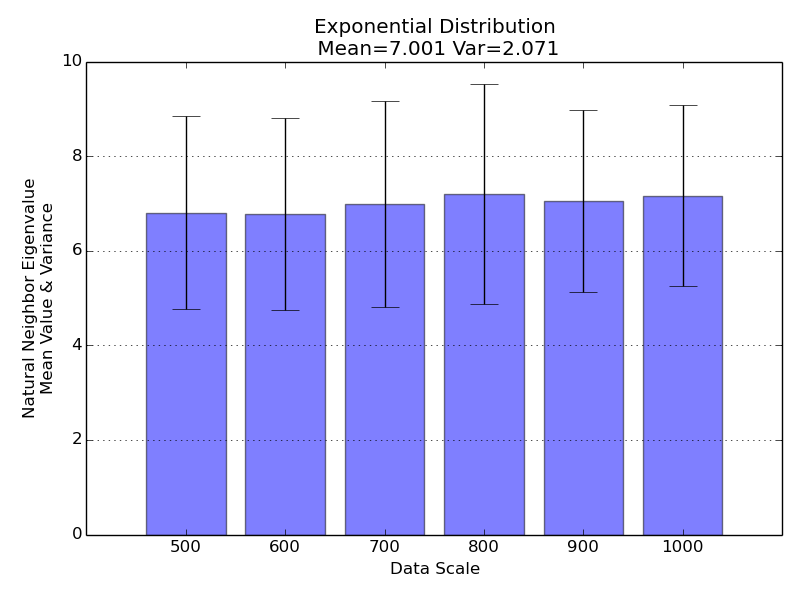 Exponential Distribution
Mean=7.001 Var=2.071
10
8
6
4
2
0
Natural Neighbor Eigenvalue
Mean Value & Variance
500 600 700 800 900 1000
Data Scale